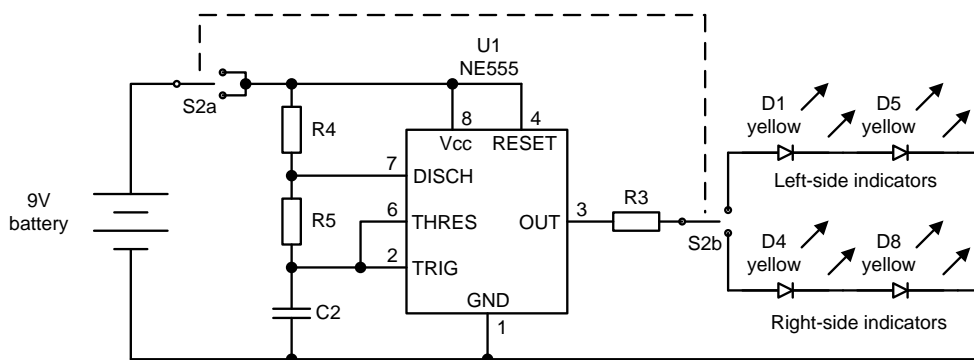 U1
NE555
S2a
8
4
Vcc
RESET
R4
7
DISCH
9V
battery
R5
6
THRES
OUT
3
R3
S2b
2
TRIG
C2
GND
1
D1
yellow
D5
yellow
Left-side indicators
D4
yellow
D8
yellow
Right-side indicators